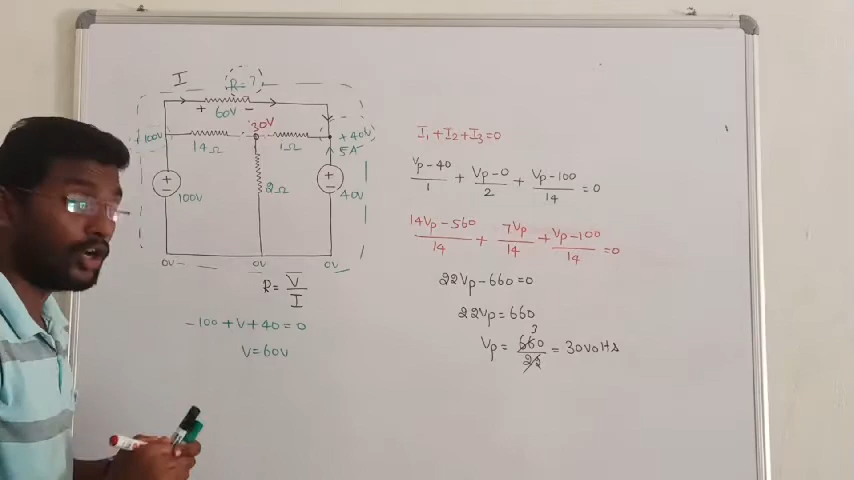 I
R=?
+ 60V -
100V
30V
+40V
14Ω
1Ω
5A
2Ω
+
-
100V
+
-
40V
0V
0V
0V
R= V/I
-100+V+40=0
V=60V
I1+I2+I3=0
Vp-40/1 + Vp-0/2 + Vp-100/14 =0
14Vp-560/14 + 7Vp/14 + Vp-100/14 =0
22Vp-660=0
22Vp=660
3
Vp= 660/22 = 30Volts